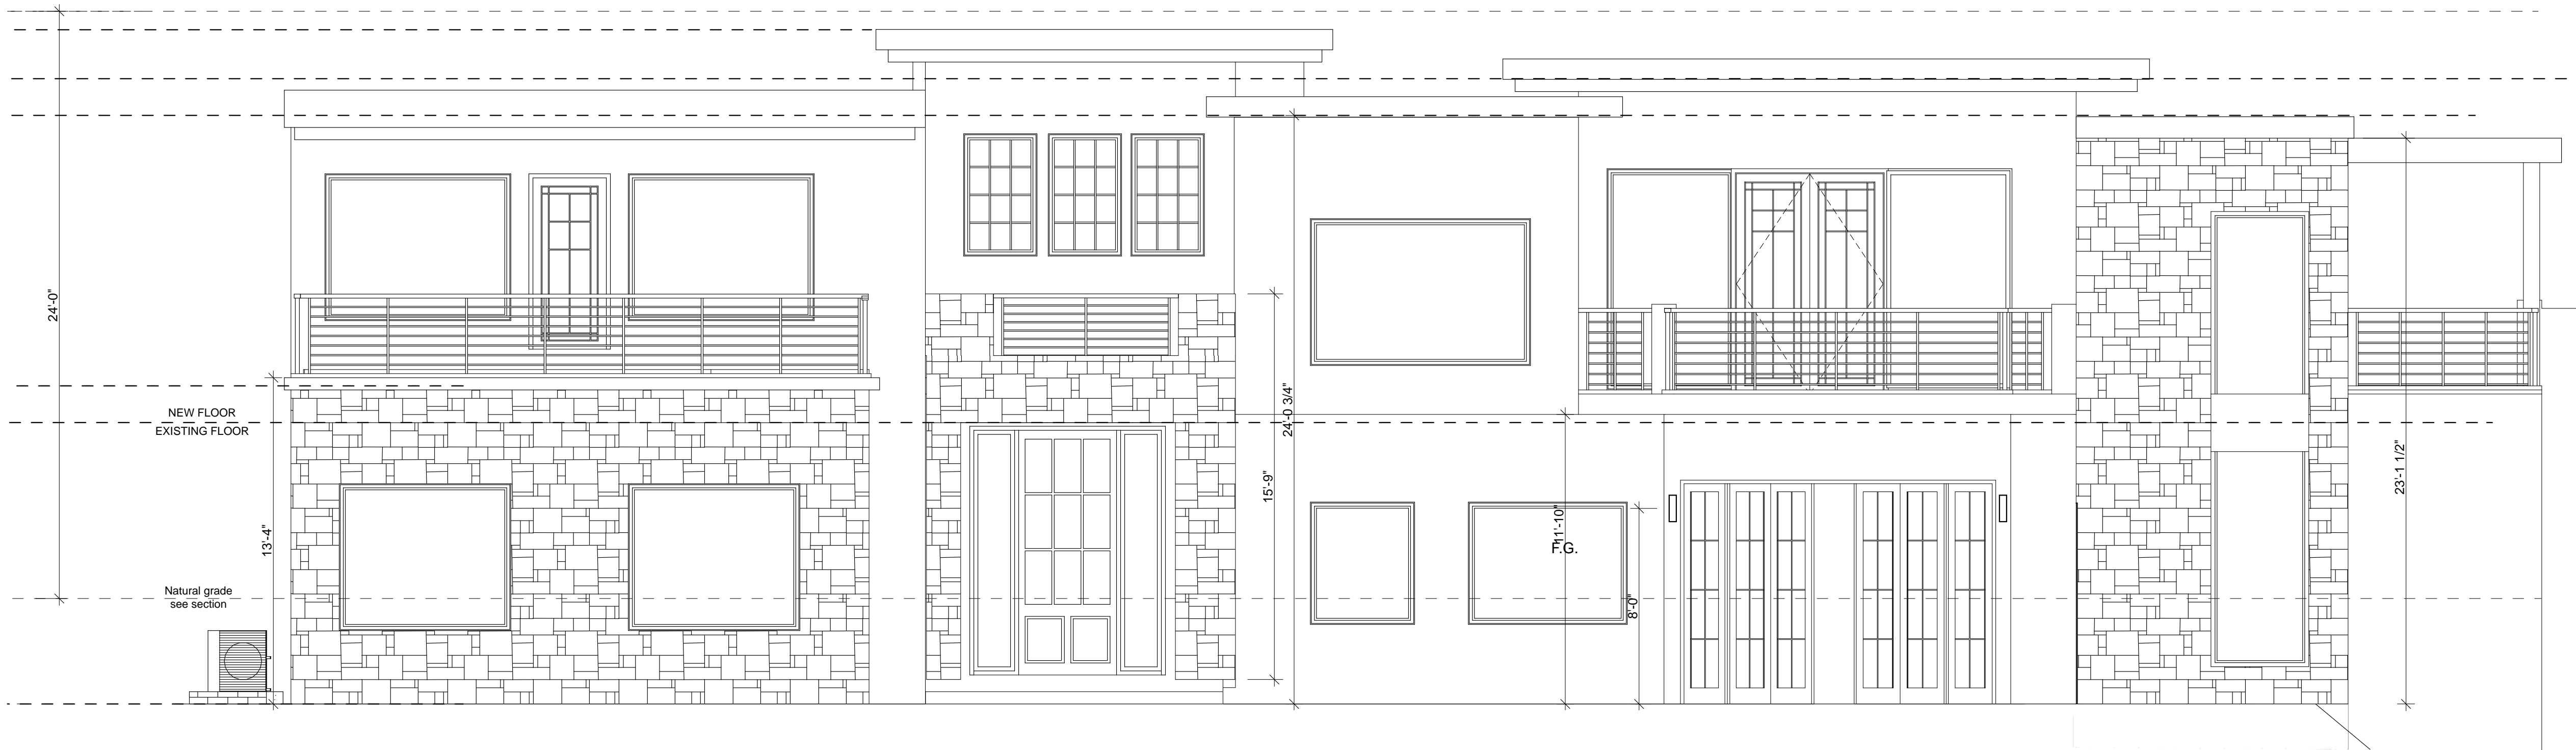 24'-0"
NEW FLOOR
EXISTING FLOOR
13'-4"
Natural grade
see section
15'-9"
24'-0 3/4"
11'-10"
F.G.
8'-0"
23'-1 1/2"